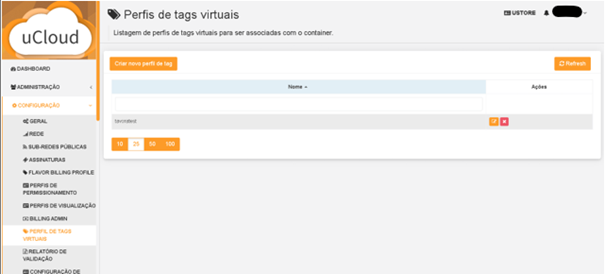 uCloud
DASHBOARD
ADMINISTRAÇÃO
CONFIGURAÇÃO
GERAL
REDE
SUB-REDES PÚBLICAS
ASSINATURAS
FLAVOR BILLING PROFILE
PERFIS DE
PERMISSIONAMENTO
PERFIS DE VISUALIZAÇÃO
BILLING ADMIN
PERFIL DE TAGS
VIRTUAIS
RELATÓRIO DE
VALIDAÇÃO
CONFIGURAÇÃO DE
Perfis de tags virtuais
USTORE
Listagem de perfis de tags virtuais para ser associadas com o container.
Criar novo perfil de tag
Refresh
Nome
Ações
10 25 50 100